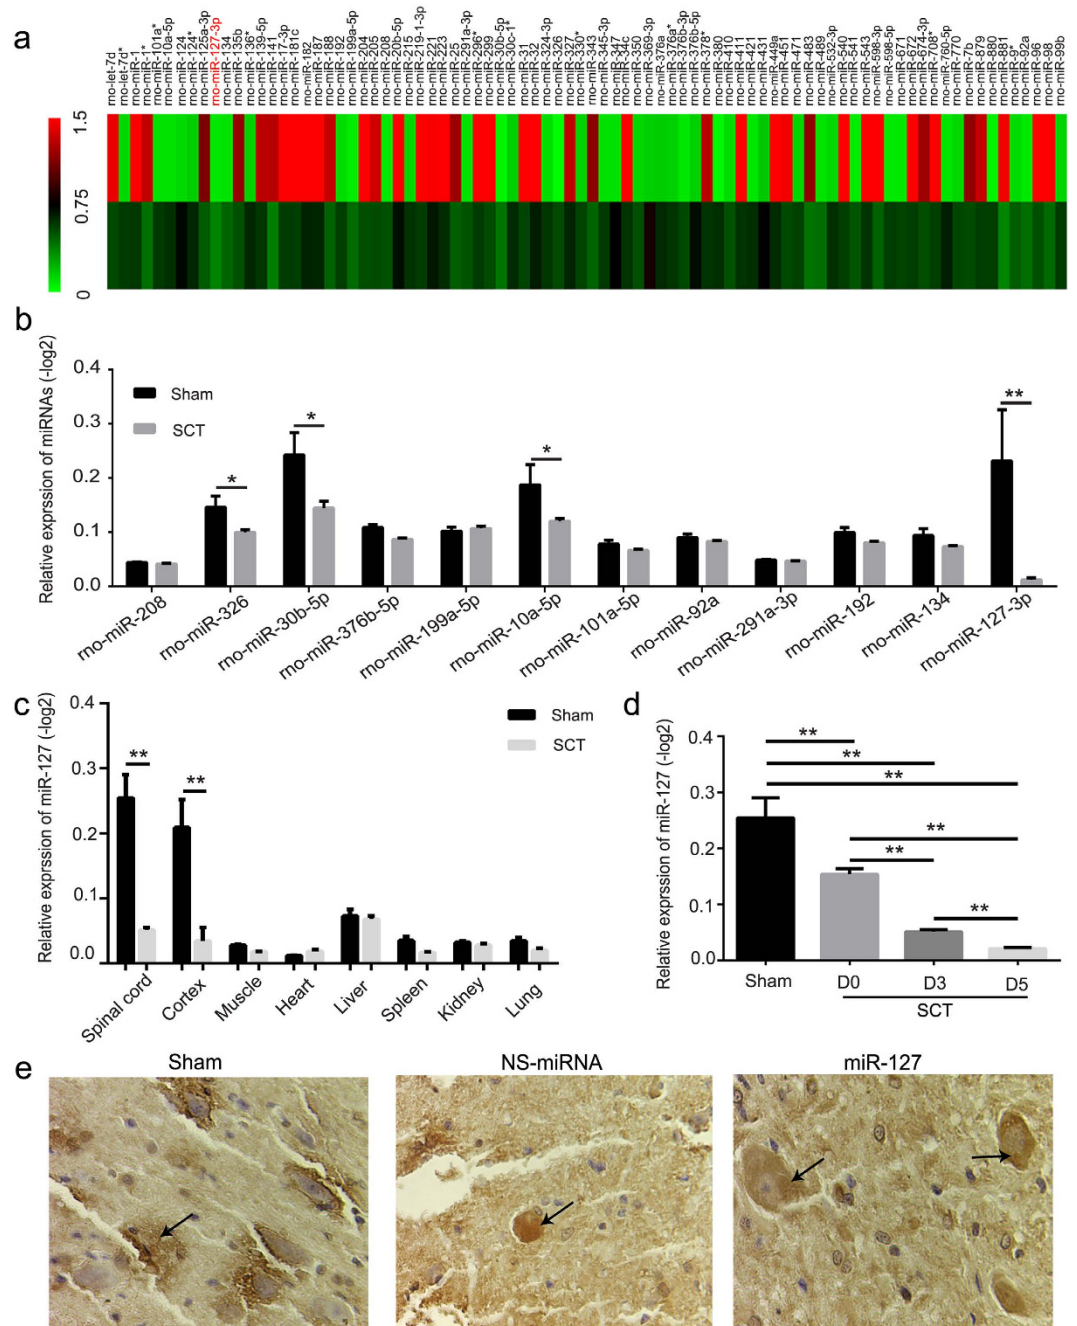 a
rno-let-7d
rno-let-7d*
rno-miR-1
rno-miR-1*
rno-miR-101a*
rno-miR-10a-5p
rno-miR-124
rno-miR-124*
rno-miR-125a-3p
rno-miR-127-3p
rno-miR-134
rno-miR-135b
rno-miR-136*
rno-miR-139-5p
rno-miR-141
rno-miR-17-3p
rno-miR-181c
rno-miR-182
rno-miR-187
rno-miR-188
rno-miR-192
rno-miR-199a-5p
rno-miR-204
rno-miR-205
rno-miR-208
rno-miR-20b-5p
rno-miR-215
rno-miR-219-1-3p
rno-miR-221
rno-miR-223
rno-miR-25
rno-miR-291a-3p
rno-miR-296*
rno-miR-299
rno-miR-30b-5p
rno-miR-30c-1*
rno-miR-31
rno-miR-32
rno-miR-324-3p
rno-miR-326
rno-miR-327
rno-miR-330*
rno-miR-343
rno-miR-345-3p
rno-miR-347
rno-miR-34c
rno-miR-350
rno-miR-369-3p
rno-miR-376a
rno-miR-376a*
rno-miR-376b-3p
rno-miR-376b-5p
rno-miR-378*
rno-miR-380
rno-miR-410
rno-miR-411
rno-miR-421
rno-miR-431
rno-miR-449a
rno-miR-451
rno-miR-471
rno-miR-483
rno-miR-489
rno-miR-532-3p
rno-miR-540
rno-miR-541
rno-miR-543
rno-miR-598-3p
rno-miR-598-5p
rno-miR-671
rno-miR-672
rno-miR-674-3p
rno-miR-708*
rno-miR-760-5p
rno-miR-770
rno-miR-7b
rno-miR-879
rno-miR-880
rno-miR-881
rno-miR-9*
rno-miR-92a
rno-miR-96
rno-miR-98
rno-miR-99b
1.5
0.75
0
b
Relative exprssion of miRNAs (-log2)
0.4
0.3
0.2
0.1
0.0
Sham
SCT
*
*
*
**
rno-miR-208
rno-miR-326
rno-miR-30b-5p
rno-miR-376b-5p
rno-miR-199a-5p
rno-miR-10a-5p
rno-miR-101a-5p
rno-miR-92a
rno-miR-291a-3p
rno-miR-192
rno-miR-134
rno-miR-127-3p
c
Relative exprssion of miR-127 (-log2)
0.4
0.3
0.2
0.1
0.0
Sham
SCT
**
**
Spinal cord
Cortex
Muscle
Heart
Liver
Spleen
Kidney
Lung
d
Relative exprssion of miR-127 (-log2)
0.4
0.3
0.2
0.1
0.0
**
**
**
**
**
**
Sham
D0
D3
D5
SCT
e
Sham
NS-miRNA
miR-127